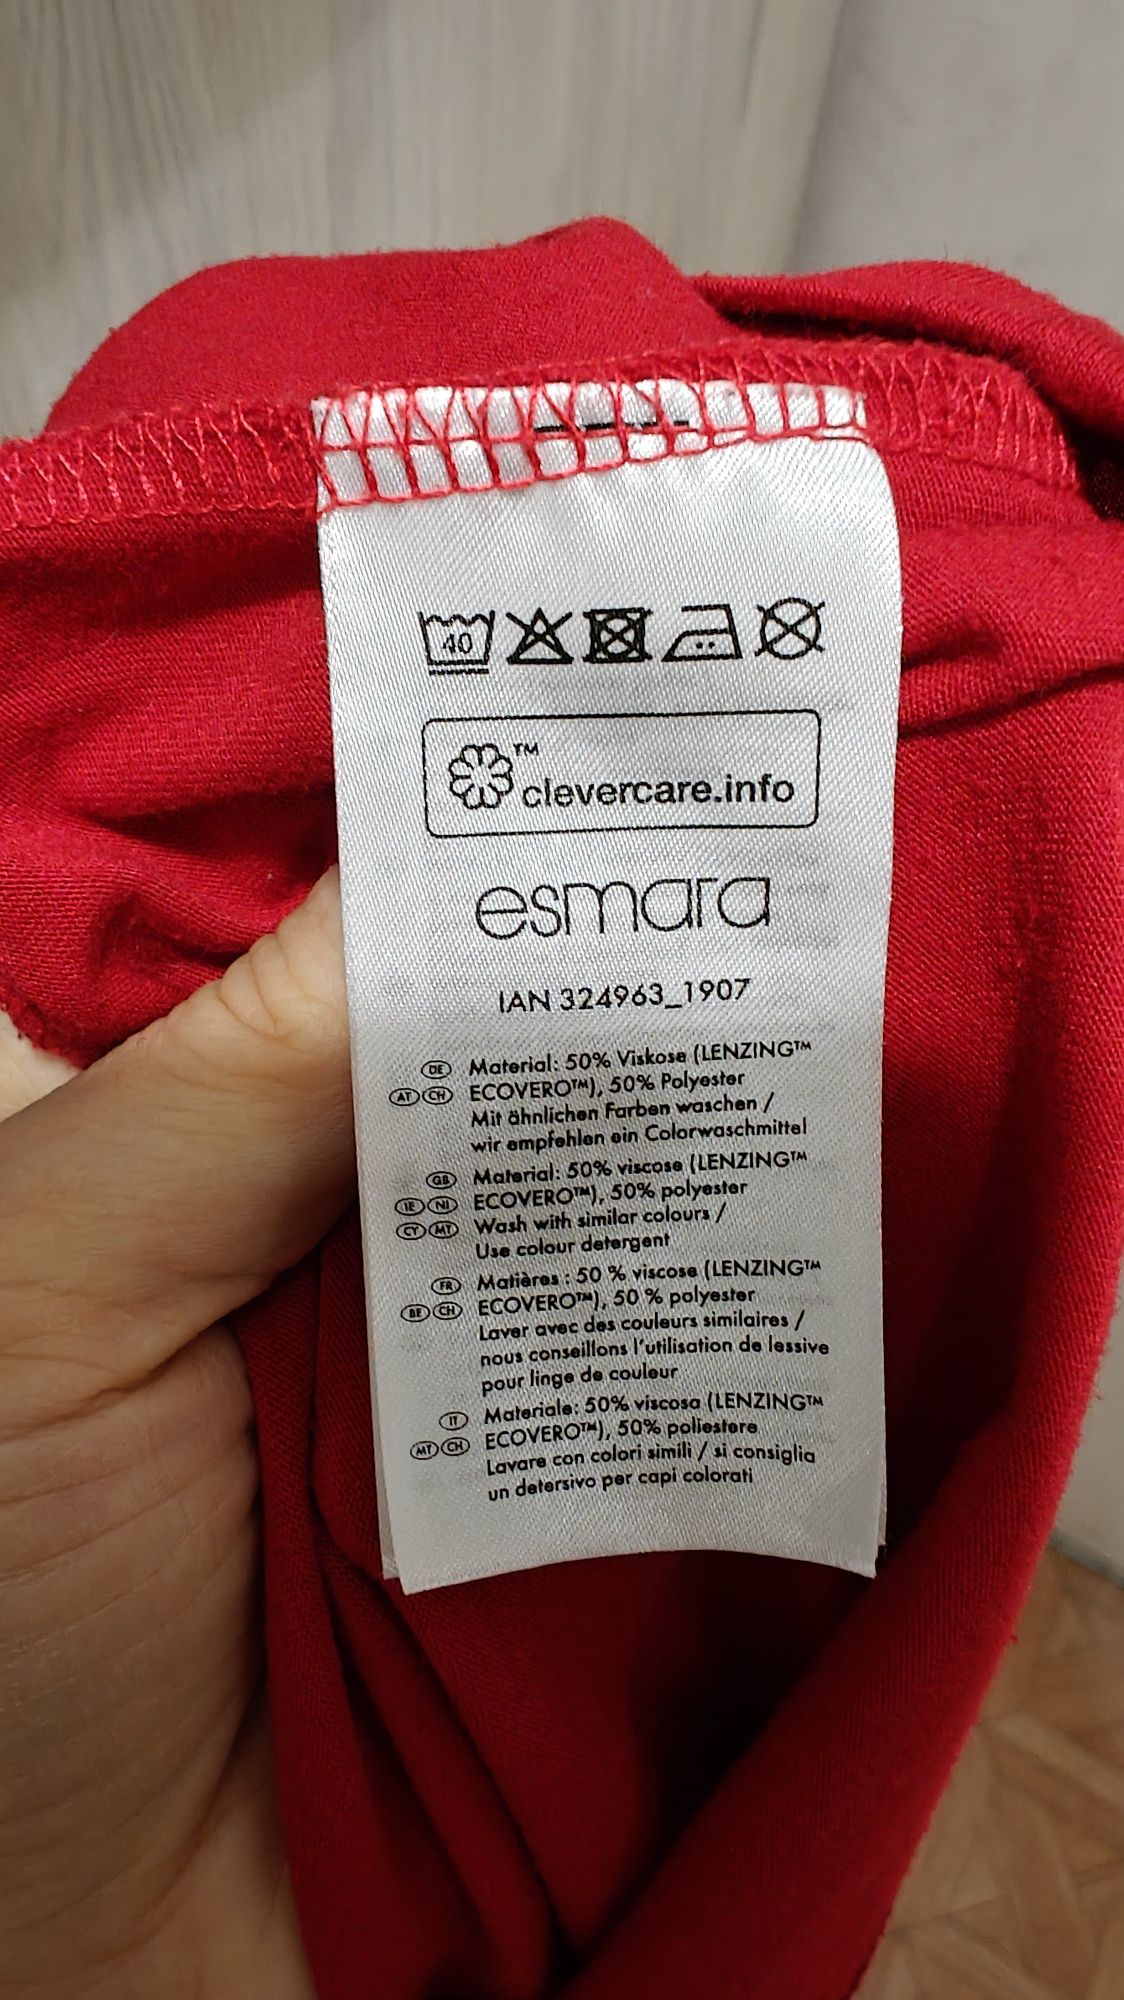 40
™
clevercare.info
esmara
IAN 324963_1907
DE Material: 50% Viskose (LENZING™
AT CH ECOVERO™), 50% Polyester
Mit ähnlichen Farben waschen /
wir empfehlen ein Colorwaschmittel
GB Material: 50% viscose (LENZING™
IE NI ECOVERO™), 50% polyester
CY MT Wash with similar colours /
Use colour detergent
FR Matières : 50 % viscose (LENZING™
BE CH ECOVERO™), 50 % polyester
Laver avec des couleurs similaires /
nous conseillons l'utilisation de lessive
pour linge de couleur
IT Materiale: 50% viscosa (LENZING™
MT CH ECOVERO™), 50% poliestere
Lavare con colori simili / si consiglia
un detersivo per capi colorati